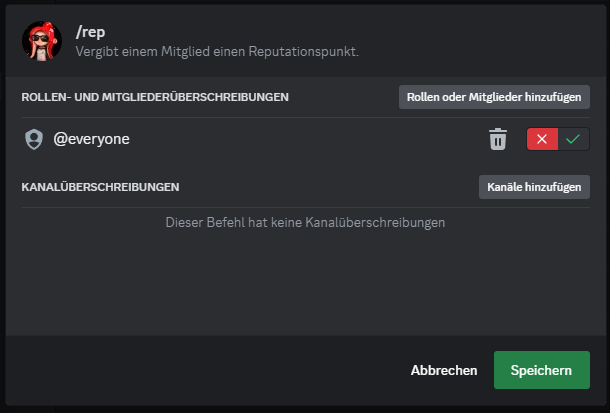 /rep
Vergibt einem Mitglied einen Reputationspunkt.
ROLLEN- UND MITGLIEDERÜBERSCHREIBUNGEN
Rollen oder Mitglieder hinzufügen
@everyone
KANALÜBERSCHREIBUNGEN
Kanäle hinzufügen
Dieser Befehl hat keine Kanalüberschreibungen
Abbrechen
Speichern